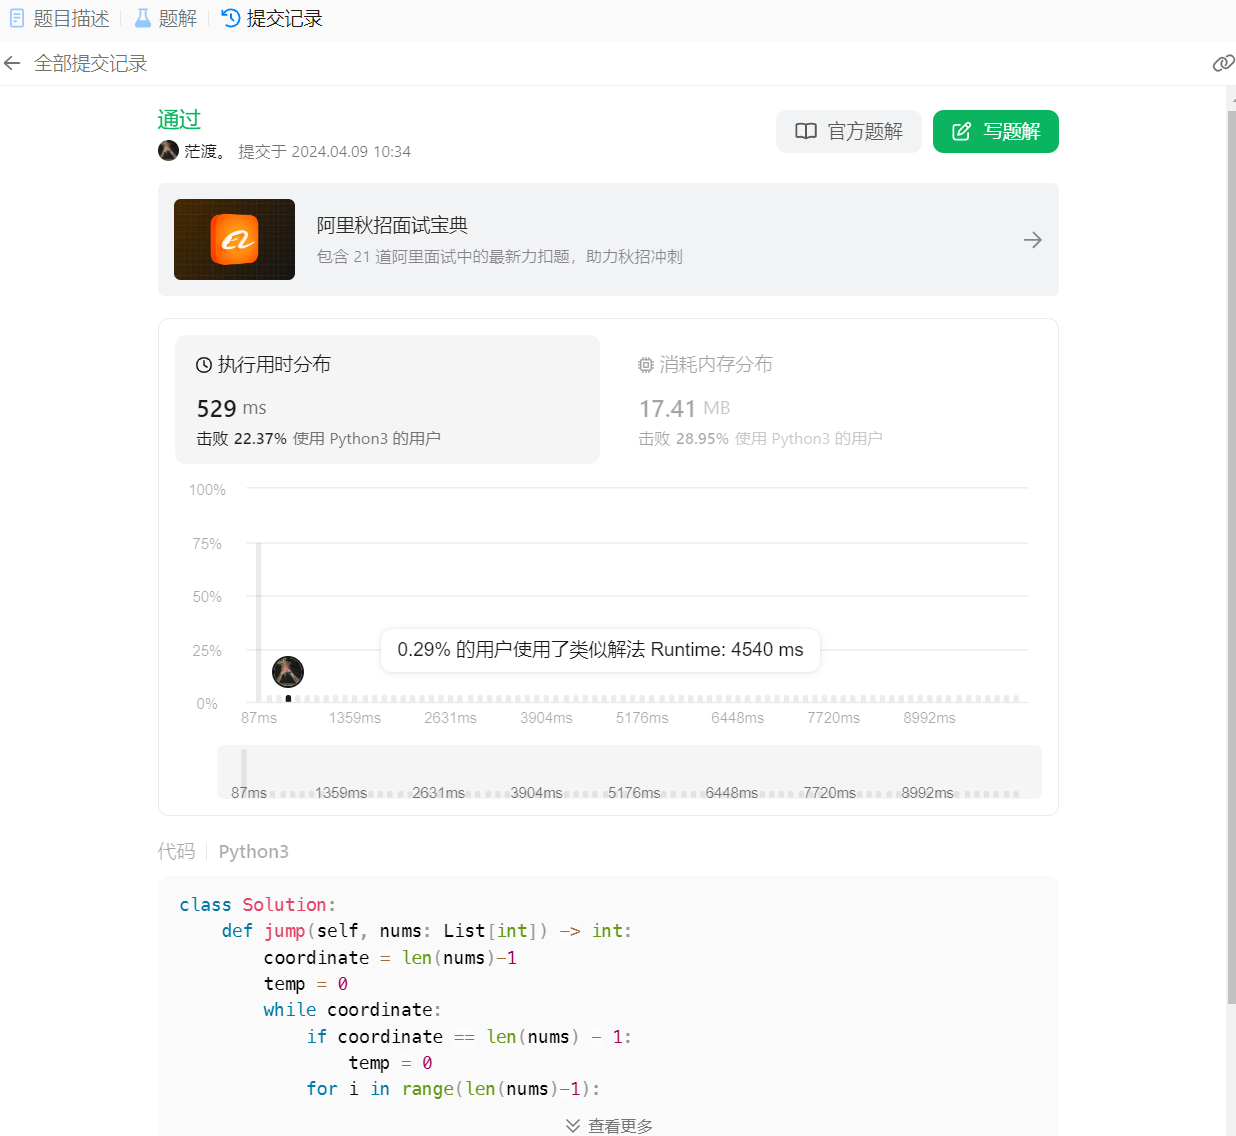 题目描述 题解 提交记录
全部提交记录
通过
官方题解 写题解
茫渡。 提交于 2024.04.09 10:34
阿里秋招面试宝典
包含 21 道阿里面试中的最新力扣题，助力秋招冲刺
执行用时分布 消耗内存分布
529 ms 17.41 MB
击败 22.37% 使用 Python3 的用户 击败 28.95% 使用 Python3 的用户
100%
75%
50%
25%
0%
0.29% 的用户使用了类似解法 Runtime: 4540 ms
87ms 1359ms 2631ms 3904ms 5176ms 6448ms 7720ms 8992ms
87ms 1359ms 2631ms 3904ms 5176ms 6448ms 7720ms 8992ms
代码 Python3
class Solution:
    def jump(self, nums: List[int]) -> int:
        coordinate = len(nums)-1
        temp = 0
        while coordinate:
            if coordinate == len(nums) - 1:
                temp = 0
            for i in range(len(nums)-1):
查看更多